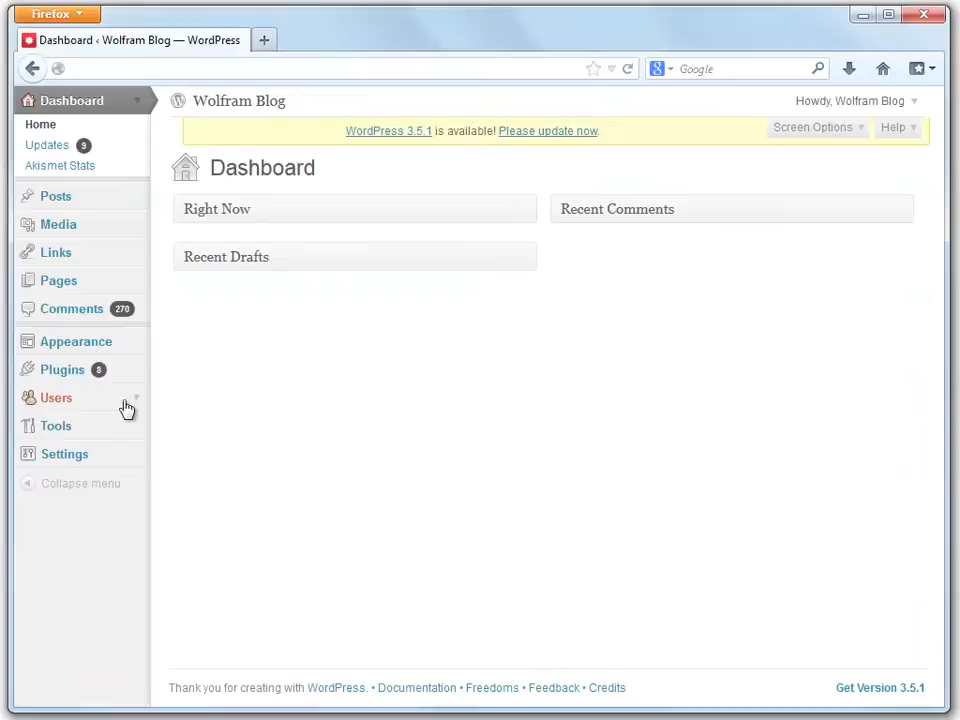 Firefox
Dashboard ‹ Wolfram Blog — WordPress
Google
Dashboard
Home
Updates 9
Akismet Stats
Posts
Media
Links
Pages
Comments 270
Appearance
Plugins 8
Users
Tools
Settings
Collapse menu
Wolfram Blog
Howdy, Wolfram Blog
WordPress 3.5.1 is available! Please update now.
Screen Options
Help
Dashboard
Right Now
Recent Comments
Recent Drafts
Thank you for creating with WordPress. • Documentation • Freedoms • Feedback • Credits
Get Version 3.5.1